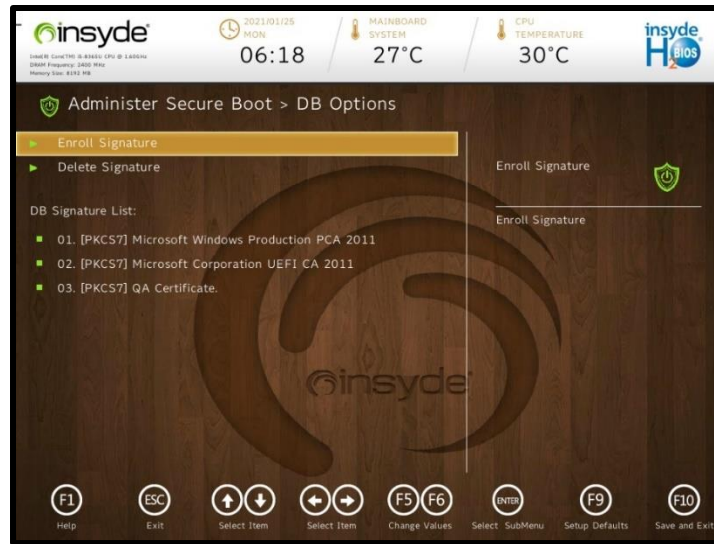 insyde
Intel(R) Core(TM) i5-8365U CPU @ 1.60GHz
DRAM Frequency: 2400 MHz
Memory Size: 8192 MB
2021/01/25
MON
06:18
MAINBOARD
SYSTEM
27°C
CPU
TEMPERATURE
30°C
insyde
H2O BIOS
Administer Secure Boot > DB Options
Enroll Signature
Delete Signature
DB Signature List:
01. [PKCS7] Microsoft Windows Production PCA 2011
02. [PKCS7] Microsoft Corporation UEFI CA 2011
03. [PKCS7] QA Certificate.
Enroll Signature
Enroll Signature
insyde
F1
Help
ESC
Exit
Select Item
Select Item
F5 F6
Change Values
ENTER
Select SubMenu
F9
Setup Defaults
F10
Save and Exit